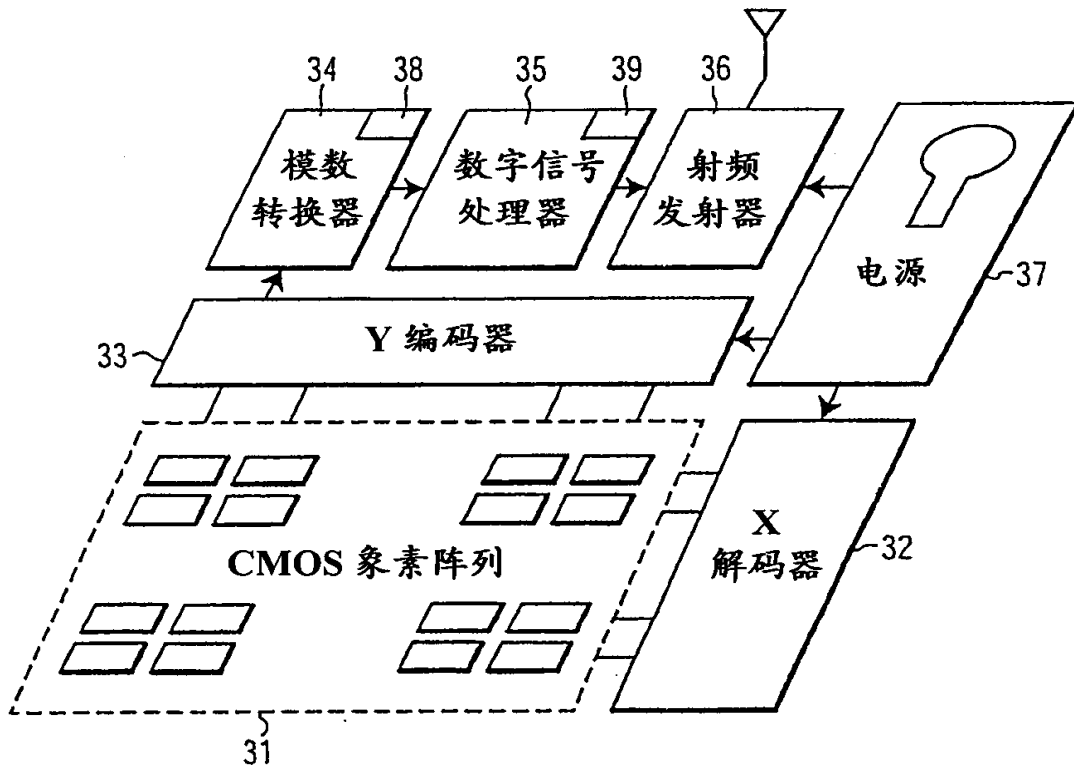 34
38
35
39
36
模数
转换器
数字信号
处理器
射频
发射器
电源
37
33
Y 编码器
X
解码器
32
CMOS 象素阵列
31